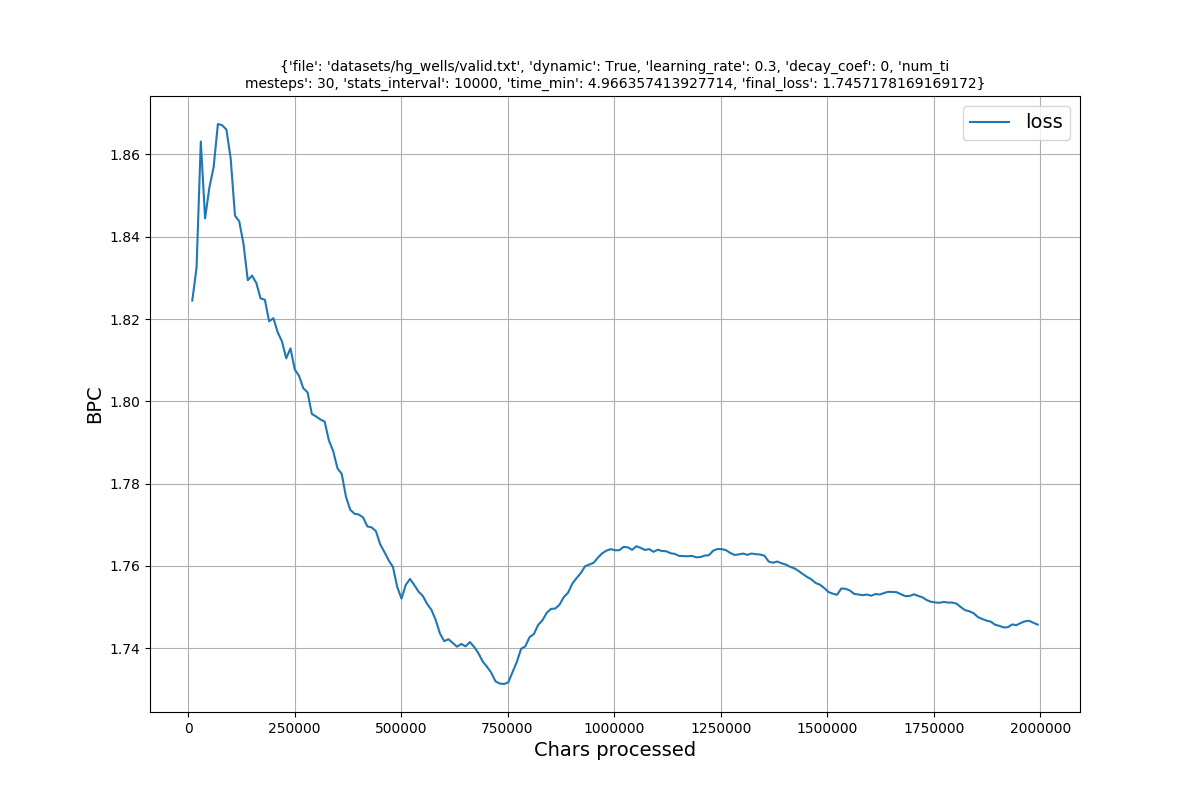 {'file': 'datasets/hg_wells/valid.txt', 'dynamic': True, 'learning_rate': 0.3, 'decay_coef': 0, 'num_ti
mesteps': 30, 'stats_interval': 10000, 'time_min': 4.966357413927714, 'final_loss': 1.7457178169169172}
loss
1.86
1.84
1.82
1.80
1.78
1.76
1.74
BPC
0 250000 500000 750000 1000000 1250000 1500000 1750000 2000000
Chars processed